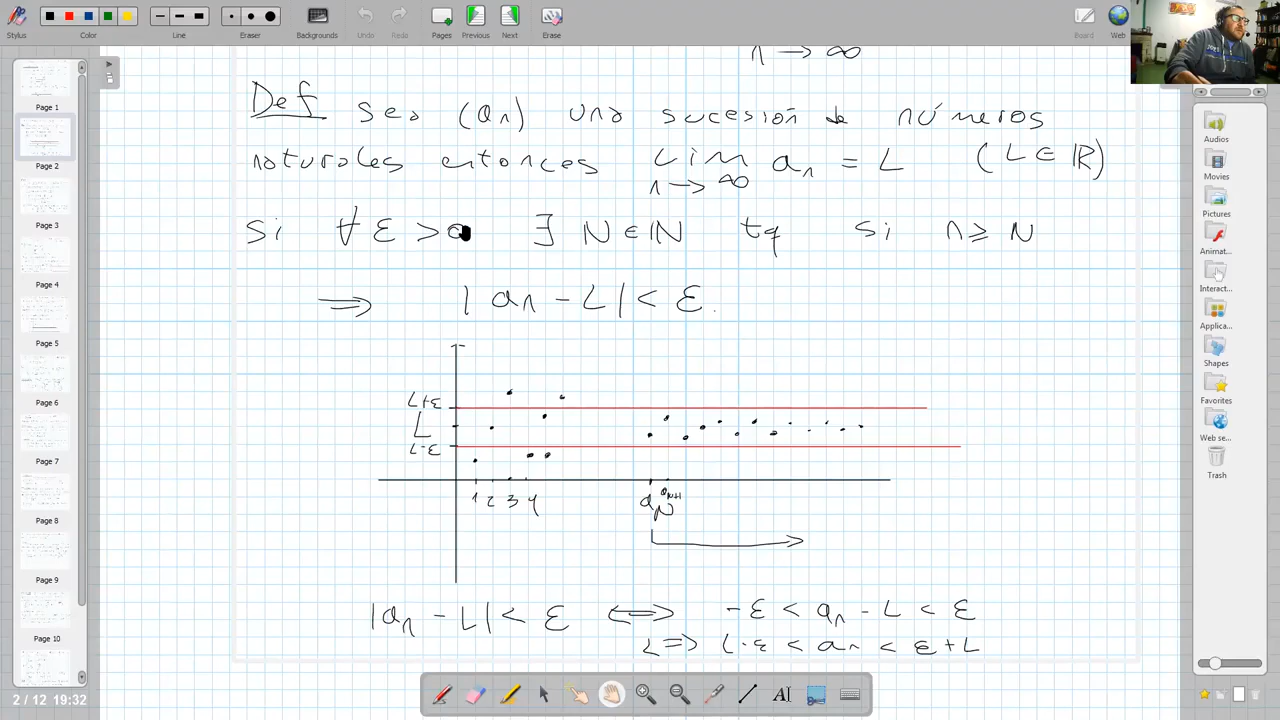 Stylus
Color
Line
Eraser
Backgrounds
Undo
Redo
Pages
Previous
Next
Erase
Board
Web
n → ∞
Def Sea (an) una sucesión de números
naturales entonces lim an = L (L ∈ R)
n → ∞
Si ∀ ε > 0 ∃ N ∈ N tq si n ≥ N
⟹ |an - L| < ε.
L+ε
L
L-ε
1 2 3 4 aN aN+1
|an - L| < ε ⟺ -ε < an - L < ε
⟺ L-ε < an < ε + L
Page 1
Page 2
Page 3
Page 4
Page 5
Page 6
Page 7
Page 8
Page 9
Page 10
Audios
Movies
Pictures
Animat...
Interact...
Applica...
Shapes
Favorites
Web se...
Trash
2 / 12 19:32
AI